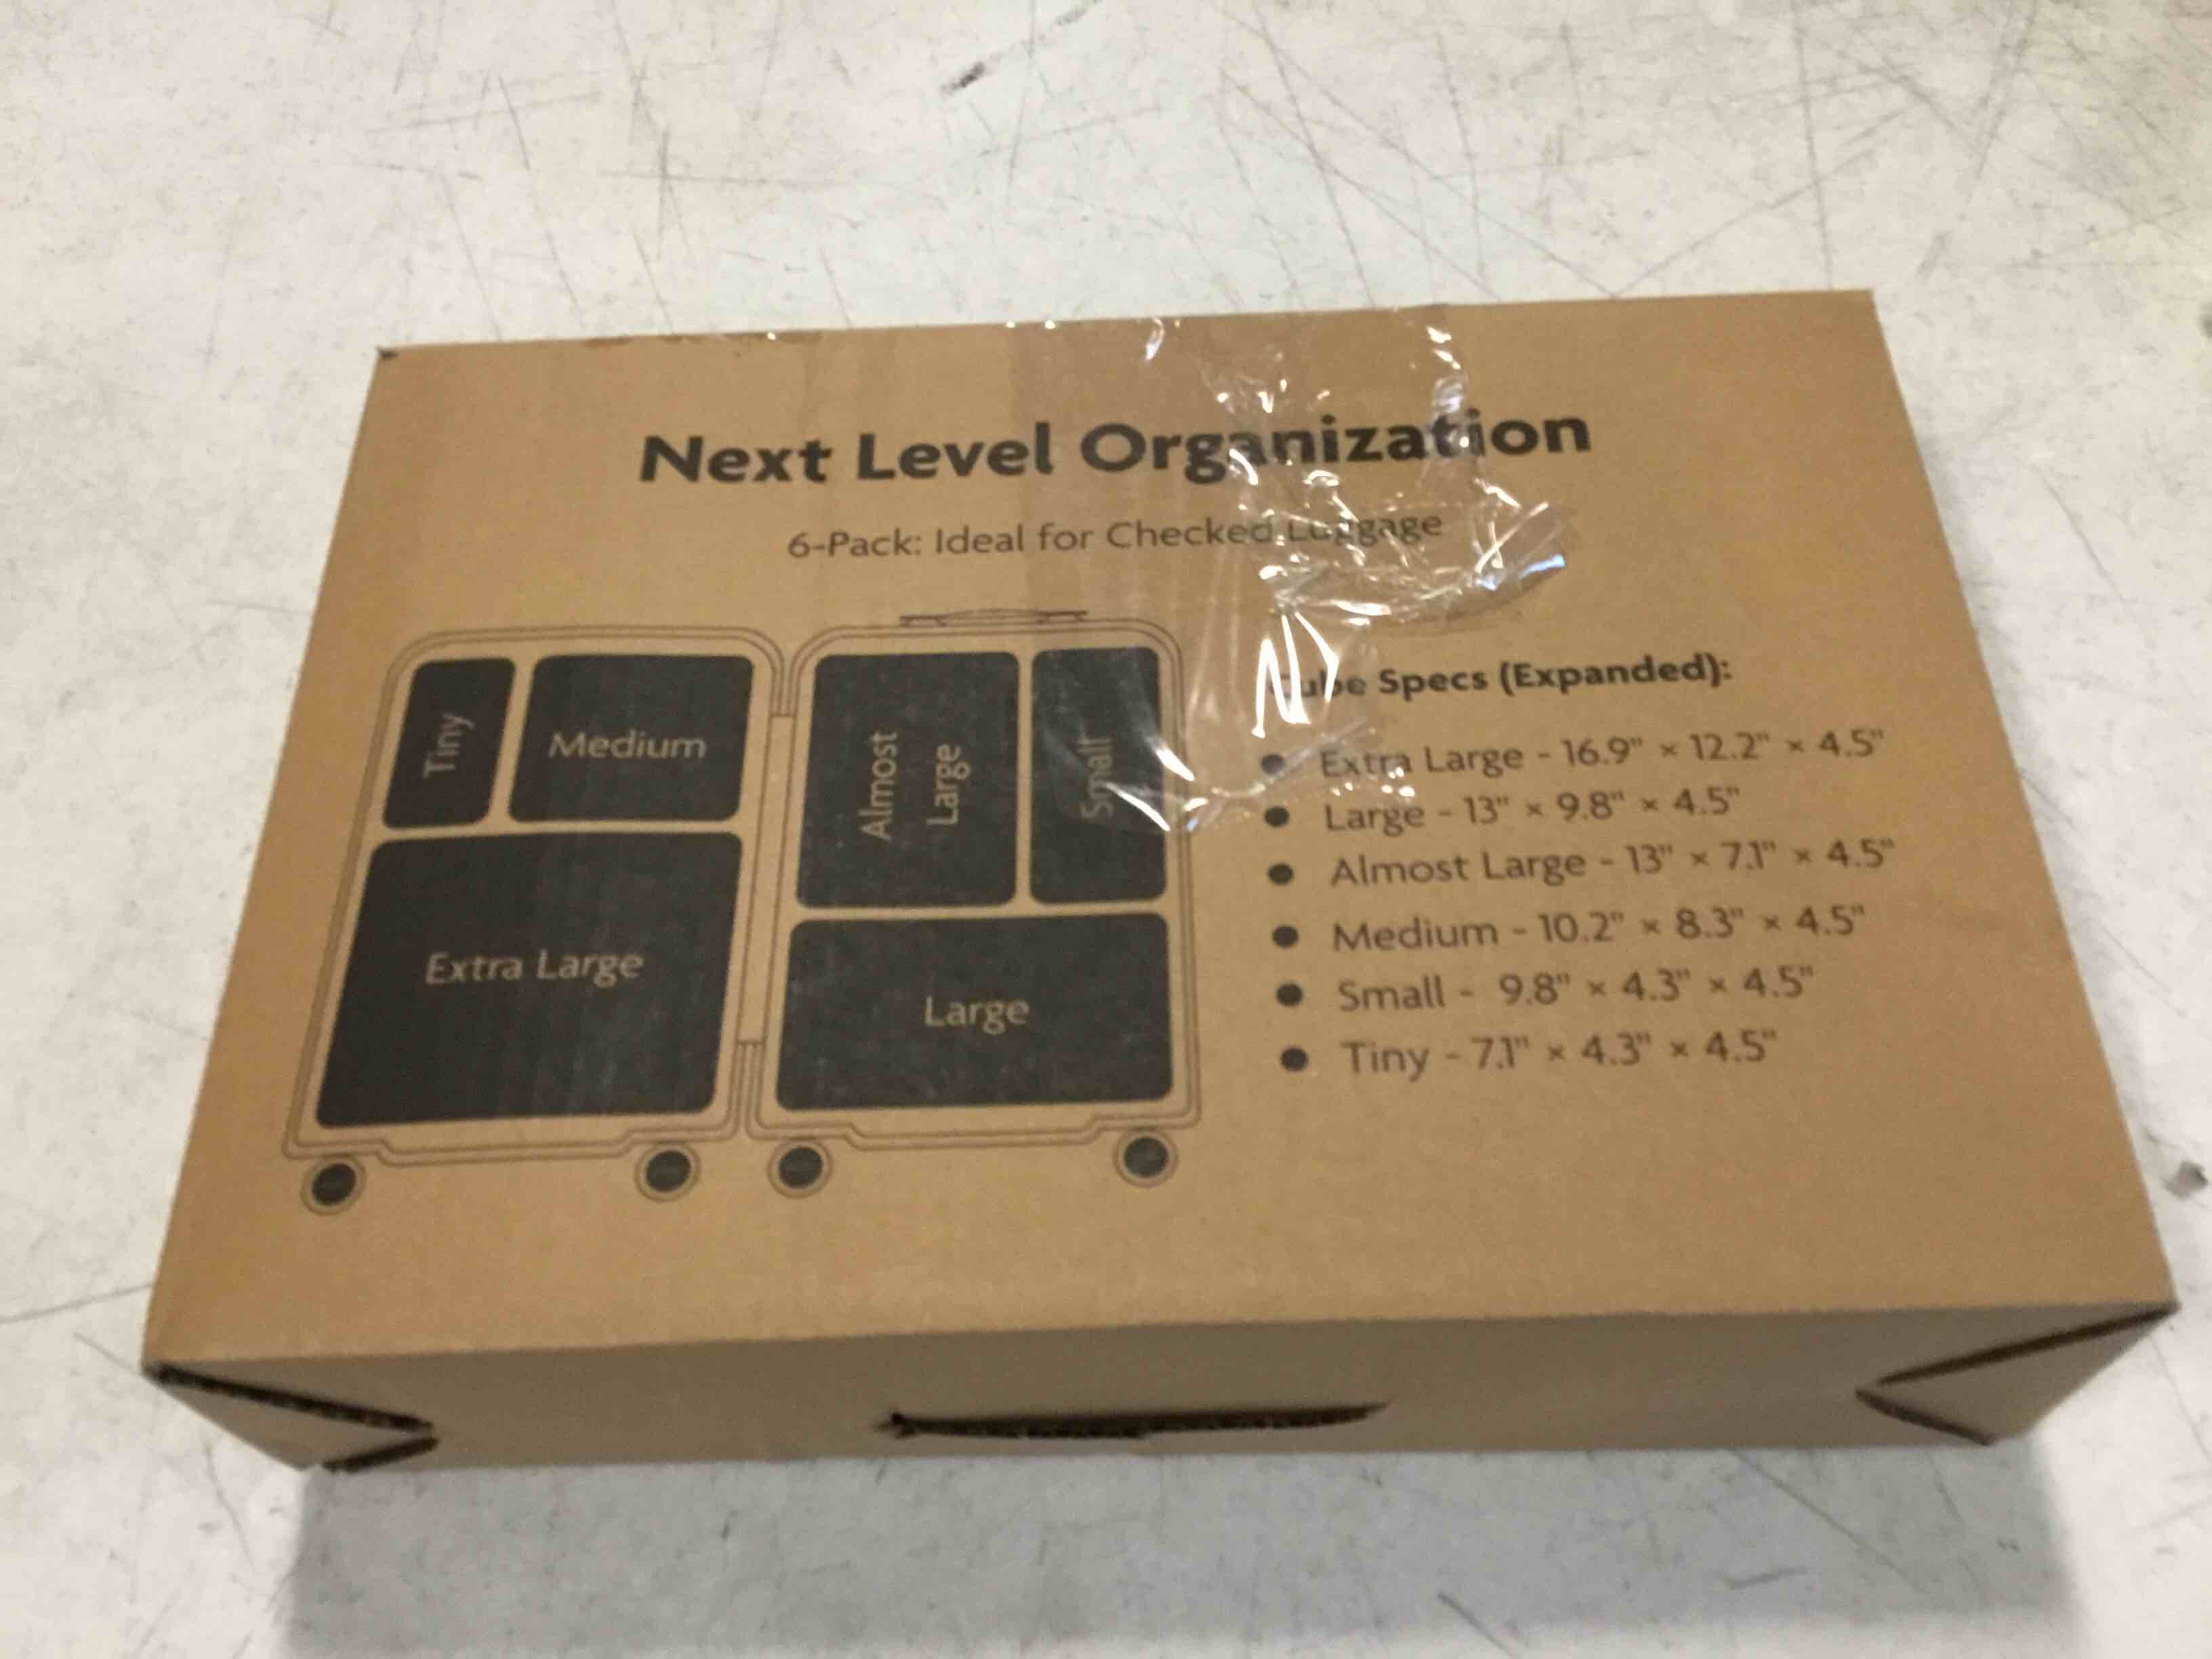 Next Level Organization
6-Pack: Ideal for Checked Luggage
Tiny
Medium
Almost
Large
Small
Extra Large
Large
Cube Specs (Expanded):
● Extra Large - 16.9" × 12.2" × 4.5"
● Large - 13" × 9.8" × 4.5"
● Almost Large - 13" × 7.1" × 4.5"
● Medium - 10.2" × 8.3" × 4.5"
● Small - 9.8" × 4.3" × 4.5"
● Tiny - 7.1" × 4.3" × 4.5"